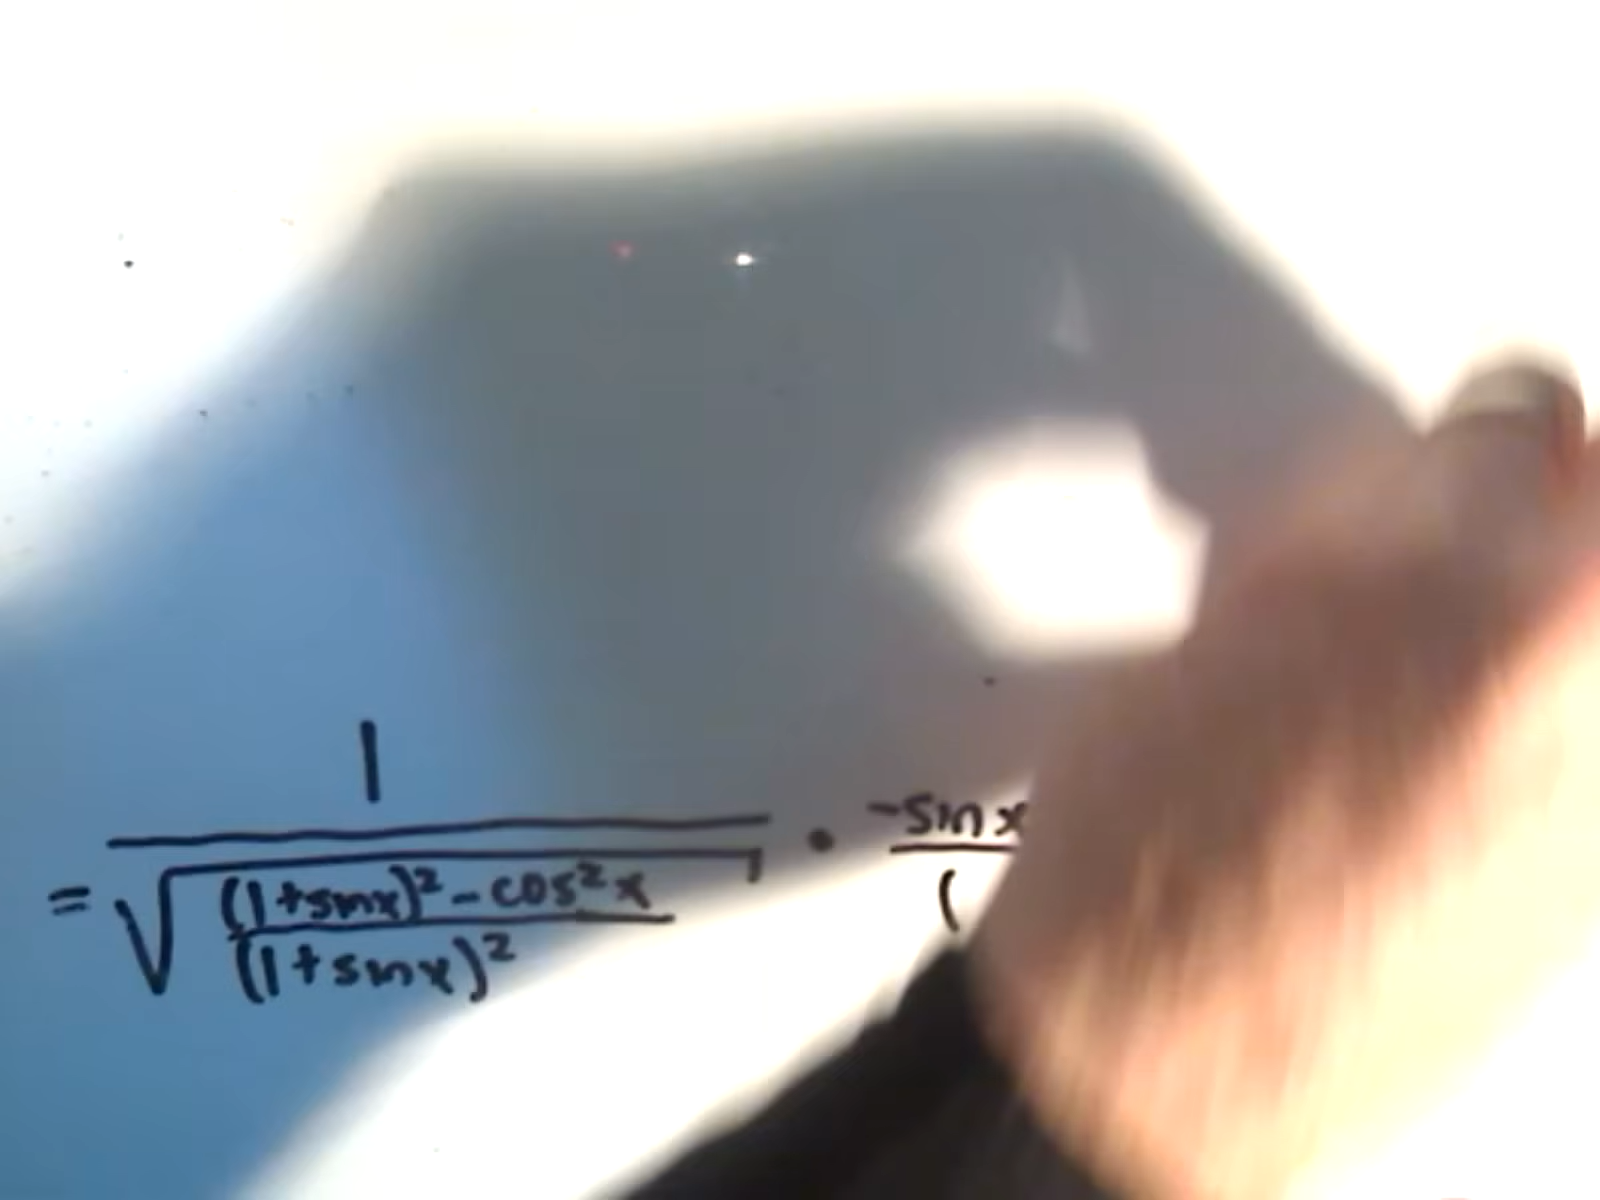 1
= √ (1+sinx)² - cos²x · -sin x
(1+sinx)² (